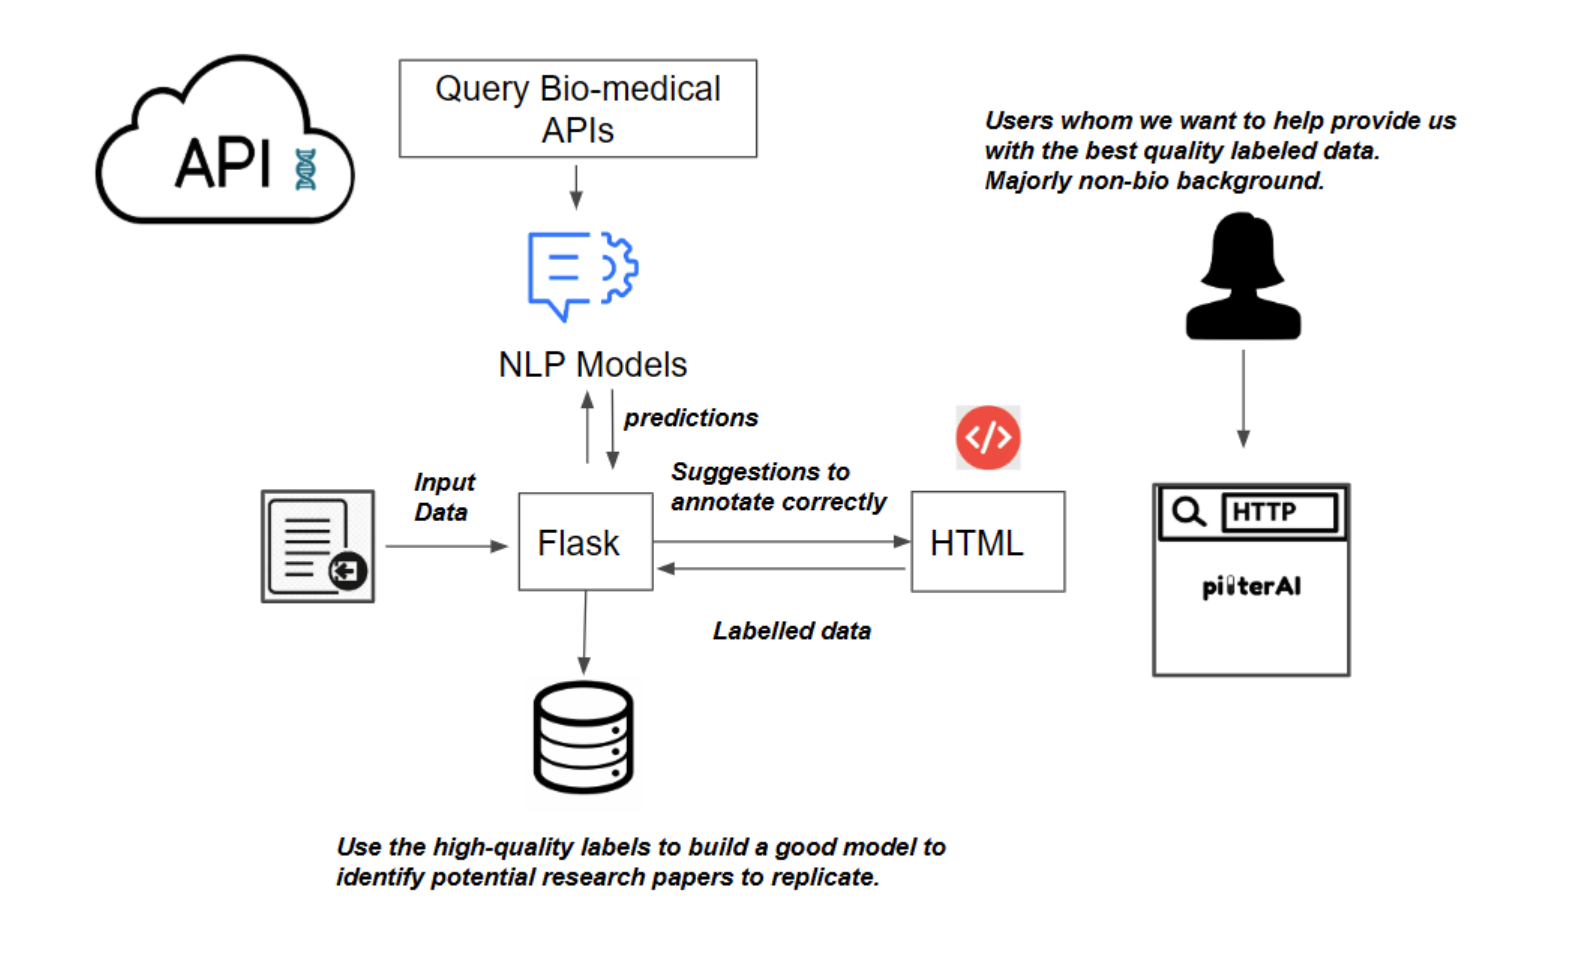 API
Query Bio-medical
APIs
Users whom we want to help provide us
with the best quality labeled data.
Majorly non-bio background.
NLP Models
predictions
Input
Data
Suggestions to
annotate correctly
Flask
HTML
</>
HTTP
pillterAI
Labelled data
Use the high-quality labels to build a good model to
identify potential research papers to replicate.